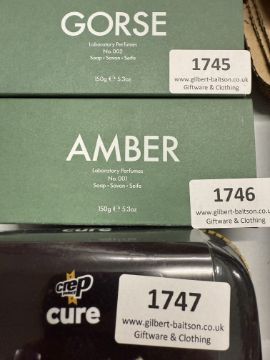 GORSE
Laboratory Perfumes
No. 002
Soap • Savon • Seife
150g ℮ 5.3oz
1745
www.gilbert-baitson.co.uk
Giftware & Clothing
AMBER
Laboratory Perfumes
No. 001
Soap • Savon • Seife
150g ℮ 5.3oz
1746
www.gilbert-baitson.co.uk
Giftware & Clothing
cure
crep
cure
1747
www.gilbert-baitson.co.uk
Giftware & Clothing